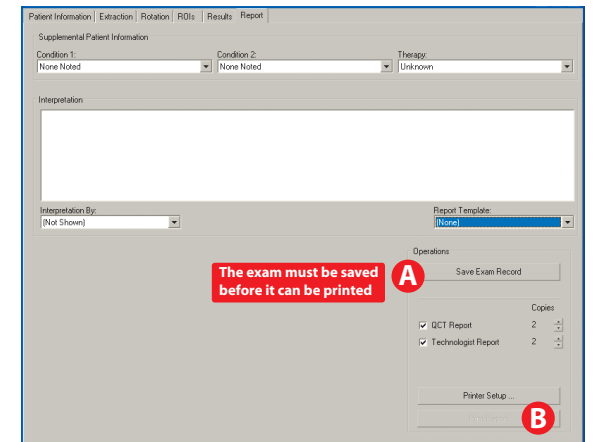 Patient Information Extraction Rotation ROIs Results Report
Supplemental Patient Information
Condition 1: Condition 2: Therapy:
None Noted None Noted Unknown
Interpretation
Interpretation By: Report Template:
(Not Shown) (None)
Operations
The exam must be saved
before it can be printed
A
Save Exam Record
Copies
QCT Report 2
Technologist Report 2
Printer Setup ...
B